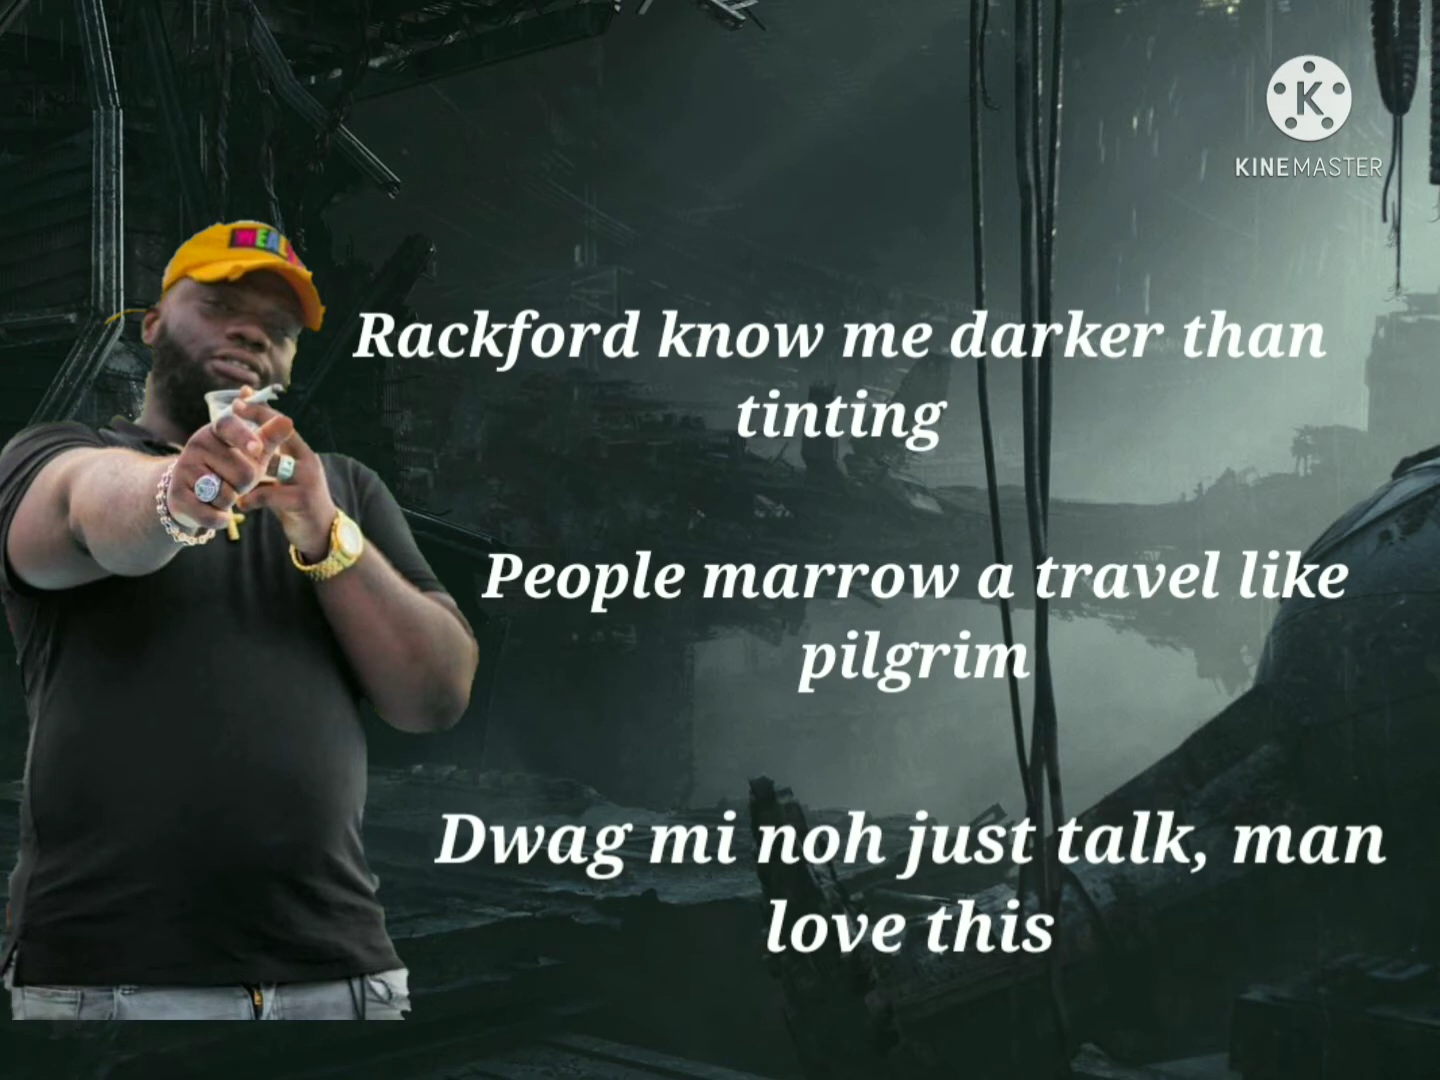 KINEMASTER
Rackford know me darker than
tinting
People marrow a travel like
pilgrim
Dwag mi noh just talk, man
love this